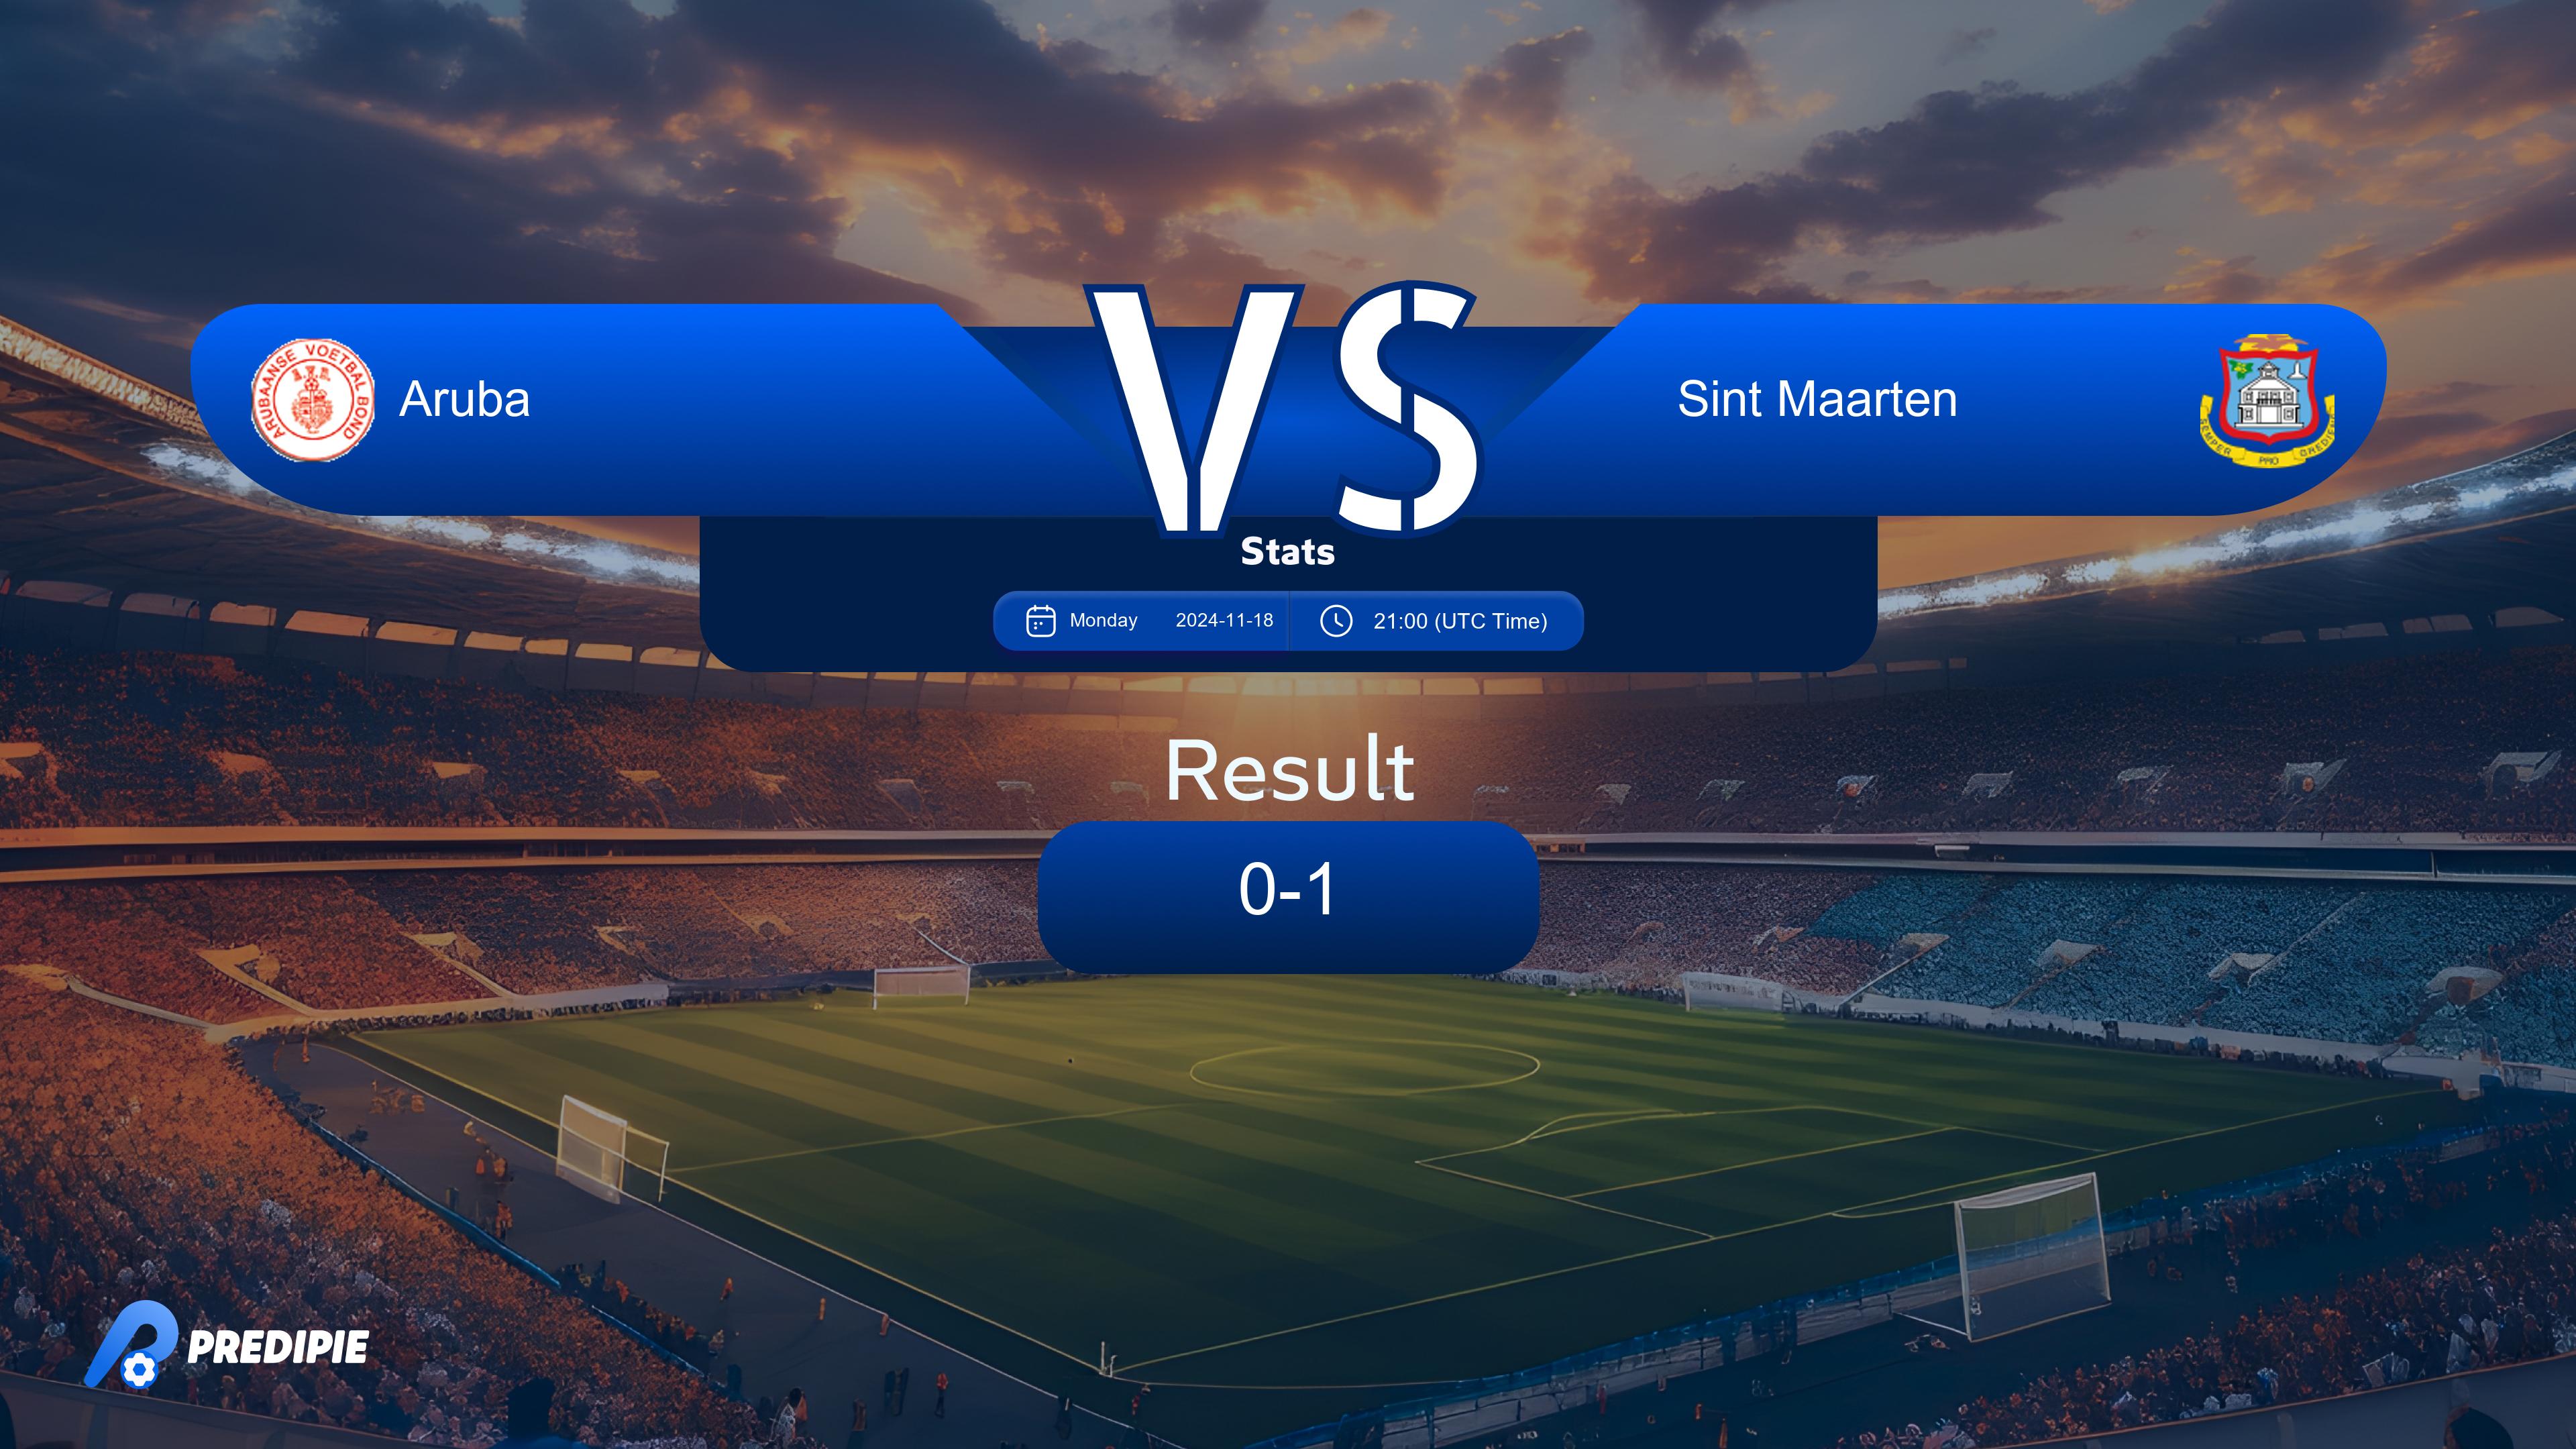 VS
ARUBAANSE VOETBAL BOND
A.V.B.
Aruba
Sint Maarten
SEMPER PRO GREDIENS
Stats
Monday 2024-11-18 21:00 (UTC Time)
Result
0-1
PREDIPIE